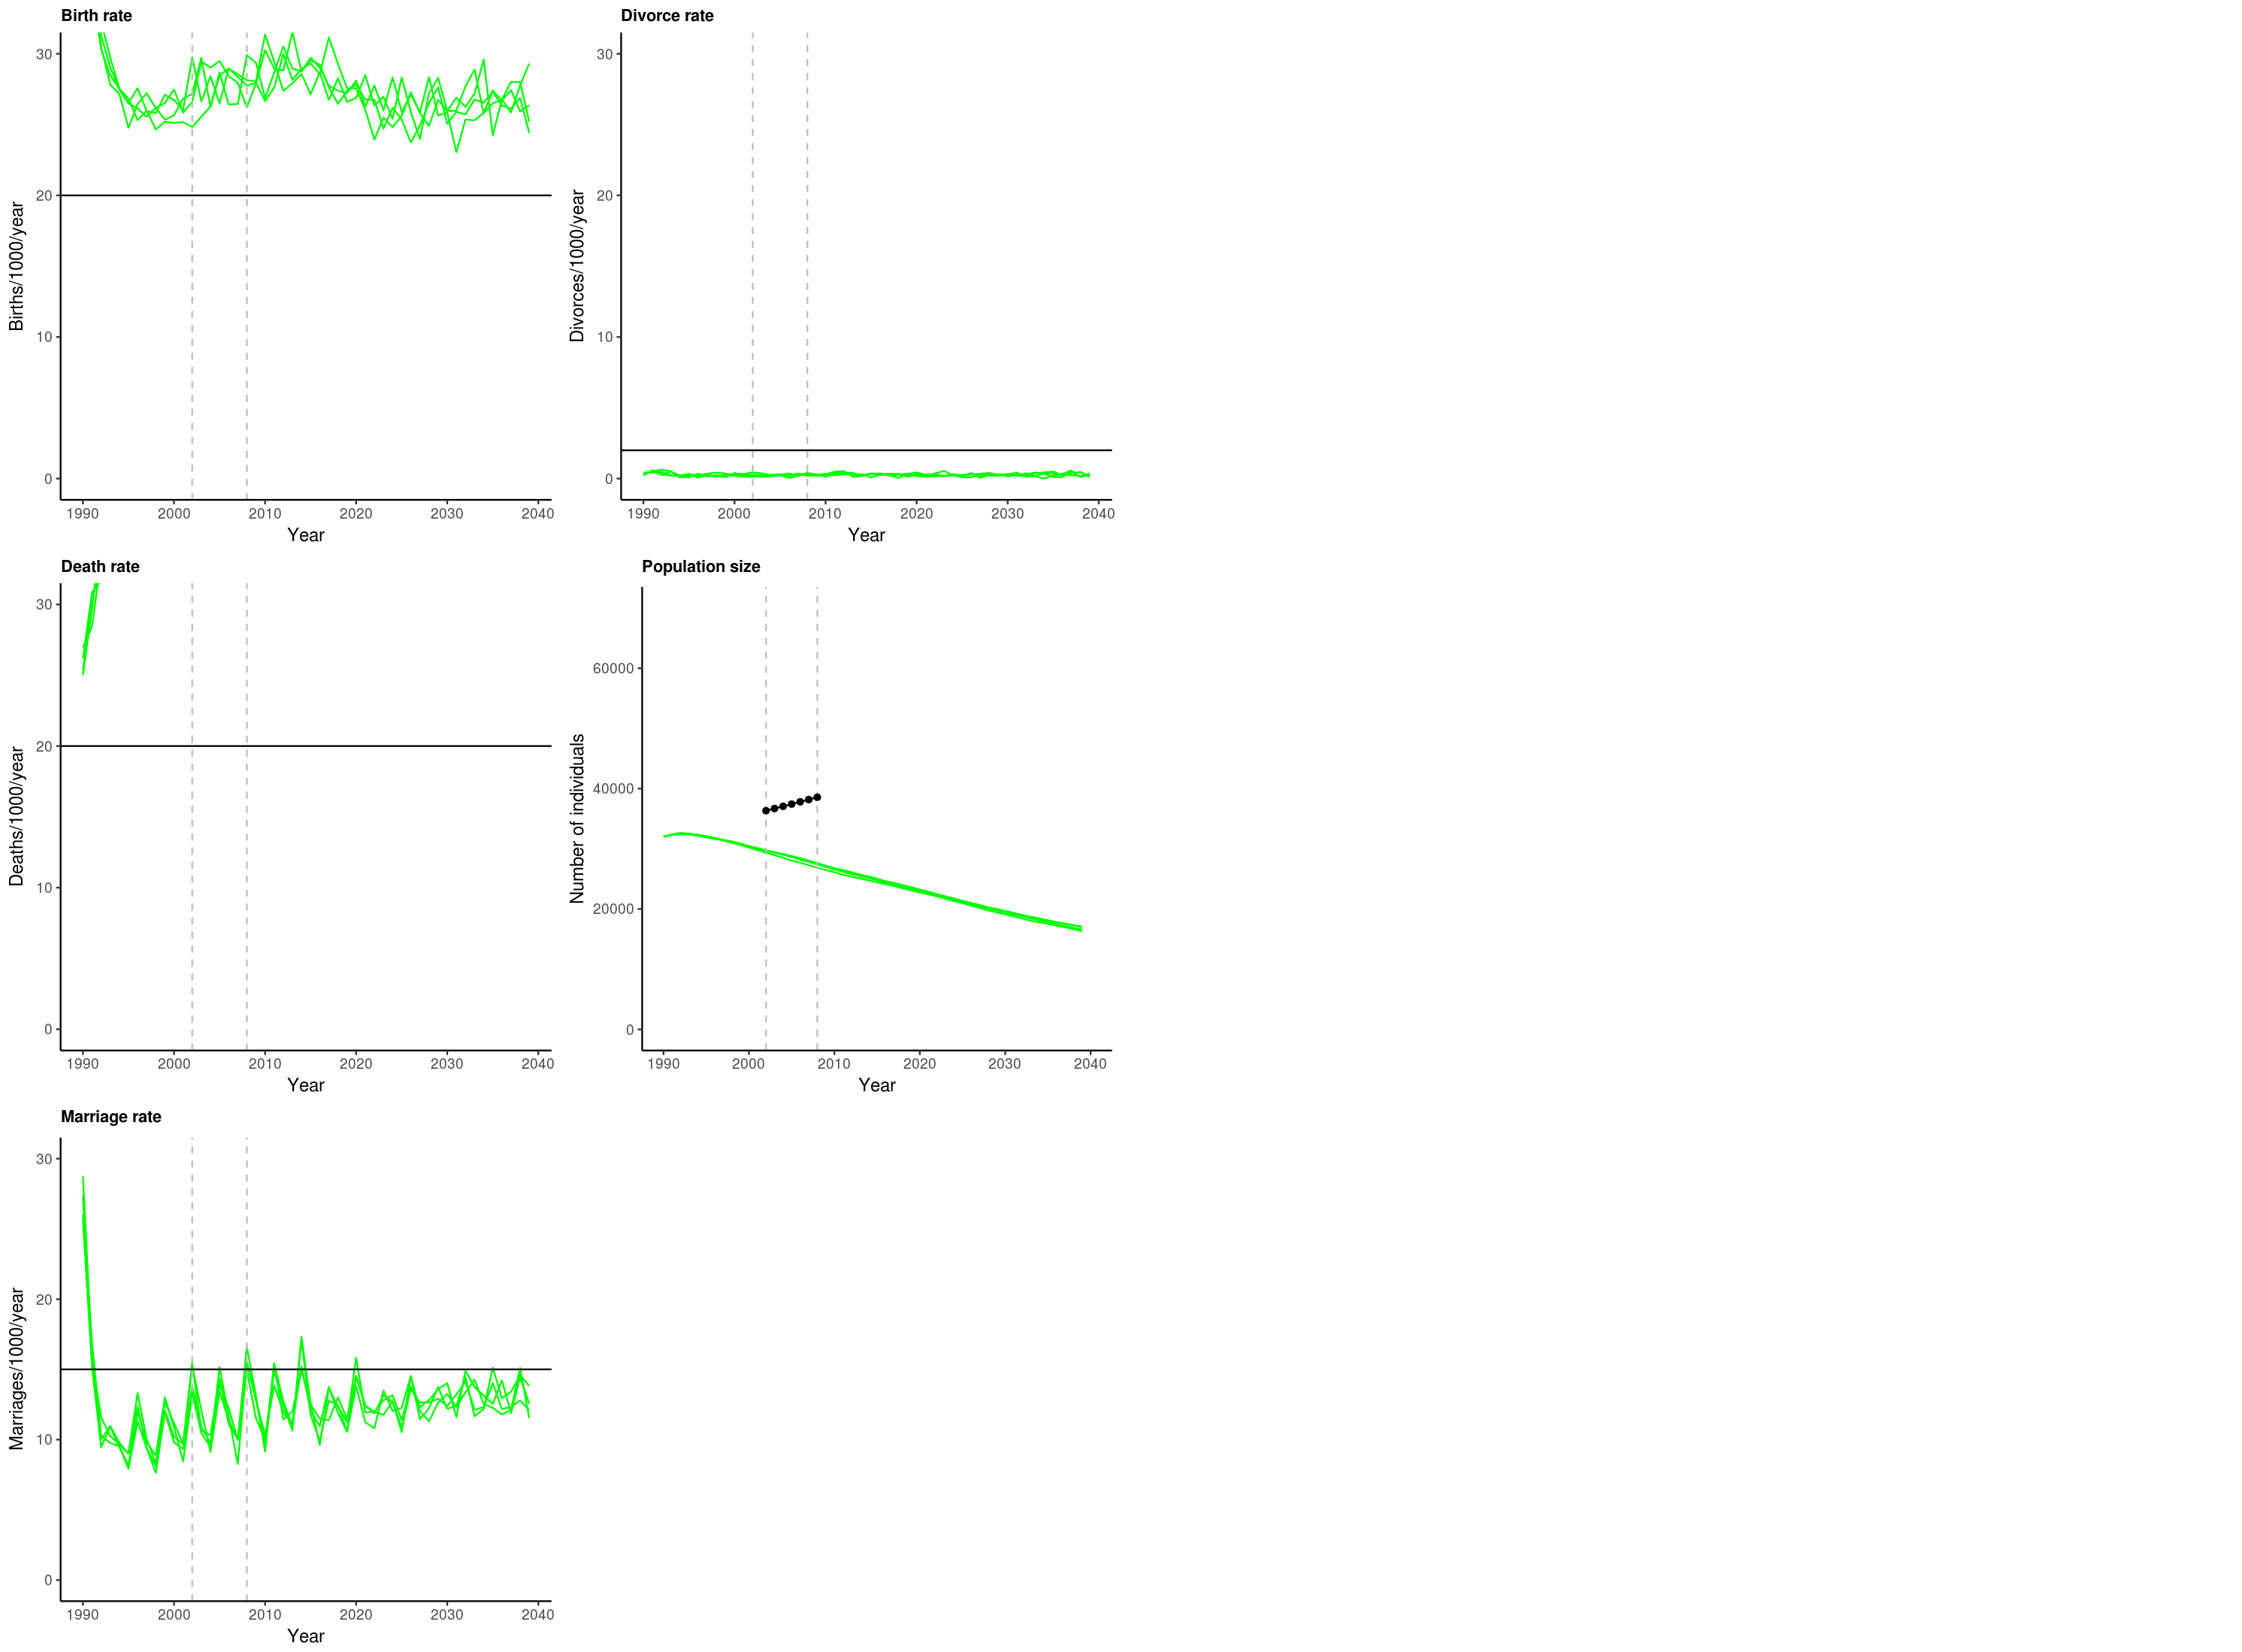 Birth rate
30
20
10
0
Births/1000/year
1990 2000 2010 2020 2030 2040
Year
Divorce rate
30
20
10
0
Divorces/1000/year
1990 2000 2010 2020 2030 2040
Year
Death rate
30
20
10
0
Deaths/1000/year
1990 2000 2010 2020 2030 2040
Year
Population size
60000
40000
20000
0
Number of individuals
1990 2000 2010 2020 2030 2040
Year
Marriage rate
30
20
10
0
Marriages/1000/year
1990 2000 2010 2020 2030 2040
Year